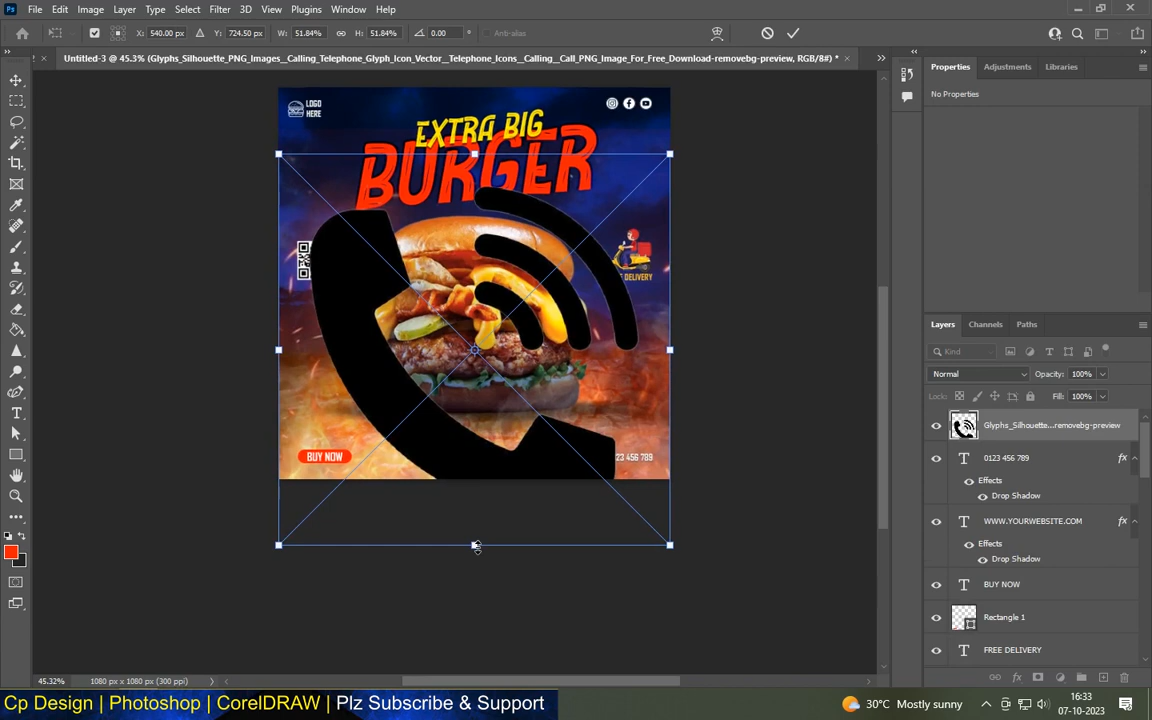 File Edit Image Layer Type Select Filter 3D View Plugins Window Help
X: 540.00 px Y: 724.50 px W: 51.84% H: 51.84% 0.00 ° Anti-alias
Untitled-3 @ 45.3% (Glyphs_Silhouette_PNG_Images__Calling_Telephone_Glyph_Icon_Vector__Telephone_Icons__Calling__Call_PNG_Image_For_Free_Download-removebg-preview, RGB/8#) *
Properties Adjustments Libraries
No Properties
LOGO
HERE
EXTRA BIG
BURGER
DELIVERY
BUY NOW
23 456 789
Layers Channels Paths
Kind
Normal Opacity: 100%
Lock: Fill: 100%
Glyphs_Silhouette...removebg-preview
0123 456 789 fx
Effects
Drop Shadow
WWW.YOURWEBSITE.COM fx
Effects
Drop Shadow
BUY NOW
Rectangle 1
FREE DELIVERY
45.32% 1080 px x 1080 px (300 ppi)
Cp Design | Photoshop | CorelDRAW | Plz Subscribe & Support
30°C Mostly sunny
16:33
07-10-2023